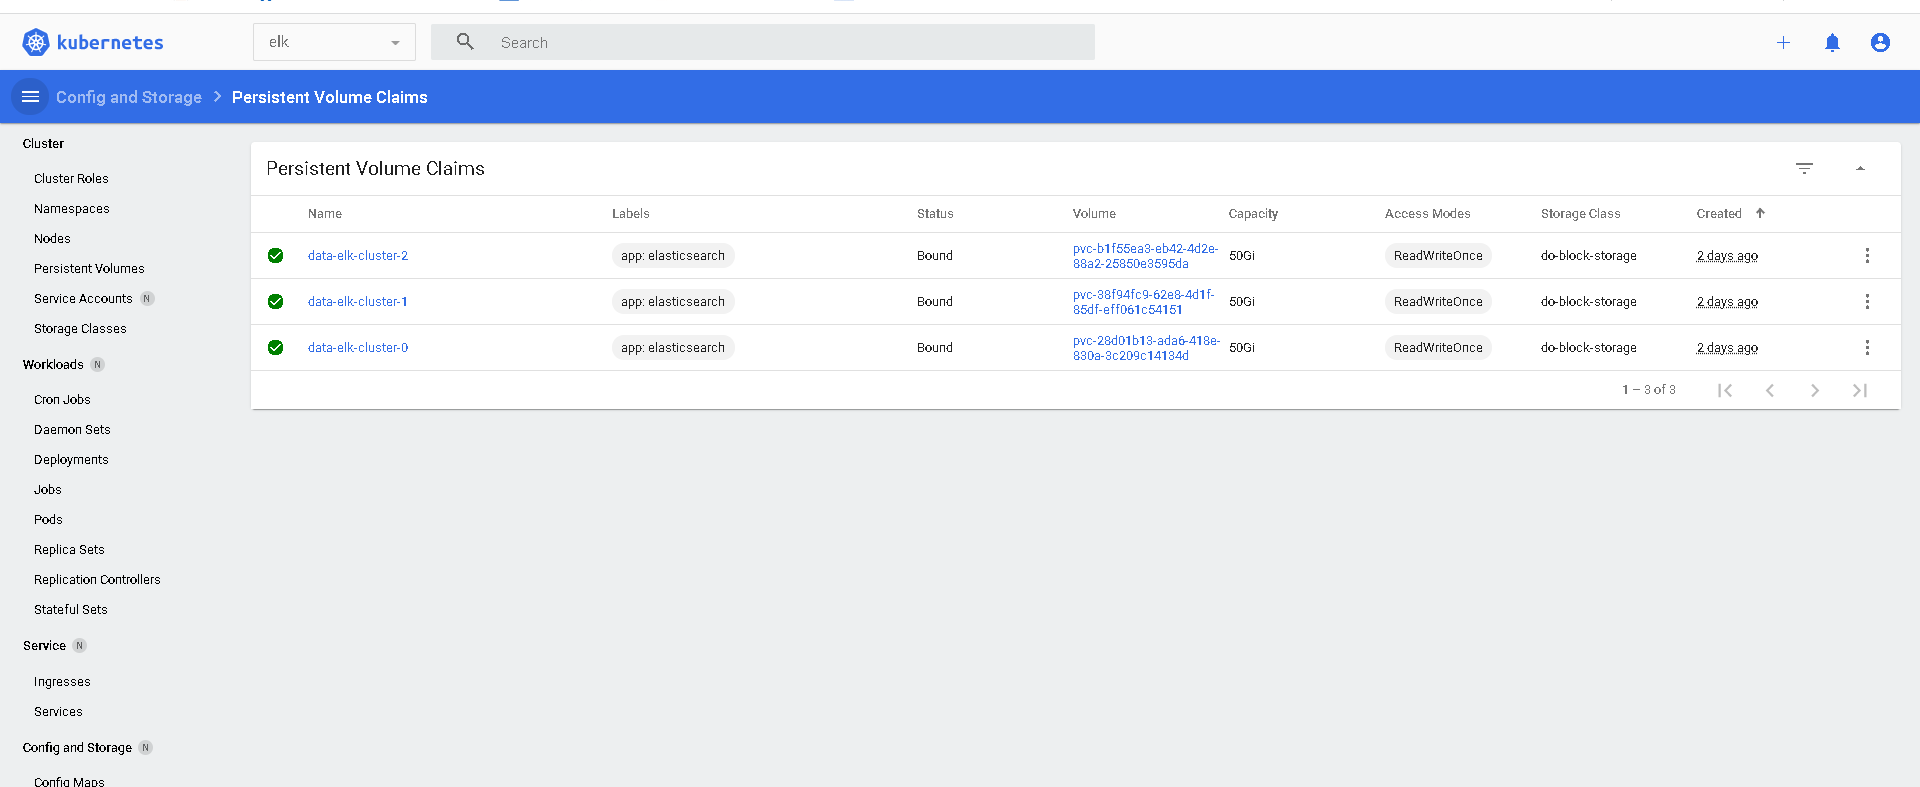 kubernetes
elk
Search
Config and Storage > Persistent Volume Claims
Cluster
Cluster Roles
Namespaces
Nodes
Persistent Volumes
Service Accounts N
Storage Classes
Workloads N
Cron Jobs
Daemon Sets
Deployments
Jobs
Pods
Replica Sets
Replication Controllers
Stateful Sets
Service N
Ingresses
Services
Config and Storage N
Config Maps
Persistent Volume Claims
Name Labels Status Volume Capacity Access Modes Storage Class Created
data-elk-cluster-2 app: elasticsearch Bound pvc-b1f55ea3-eb42-4d2e- 50Gi ReadWriteOnce do-block-storage 2 days ago
88a2-25850e3595da
data-elk-cluster-1 app: elasticsearch Bound pvc-38f94fc9-62e8-4d1f- 50Gi ReadWriteOnce do-block-storage 2 days ago
85df-eff061c54151
data-elk-cluster-0 app: elasticsearch Bound pvc-28d01b13-ada6-418e- 50Gi ReadWriteOnce do-block-storage 2 days ago
830a-3c209c14134d
1 – 3 of 3